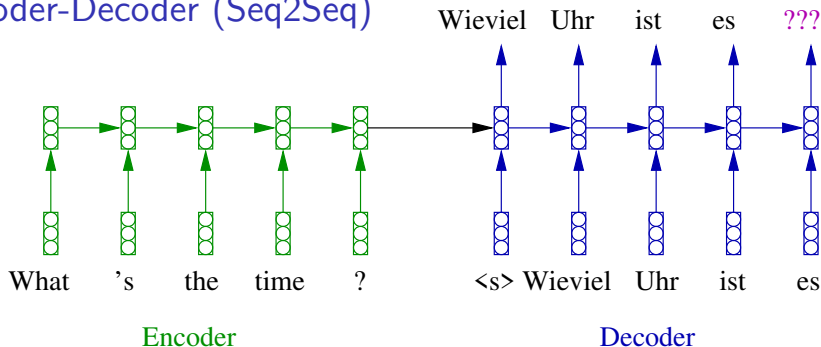 oder-Decoder (Seq2Seq)
Wieviel Uhr ist es ???
What 's the time ? <s> Wieviel Uhr ist es
Encoder Decoder